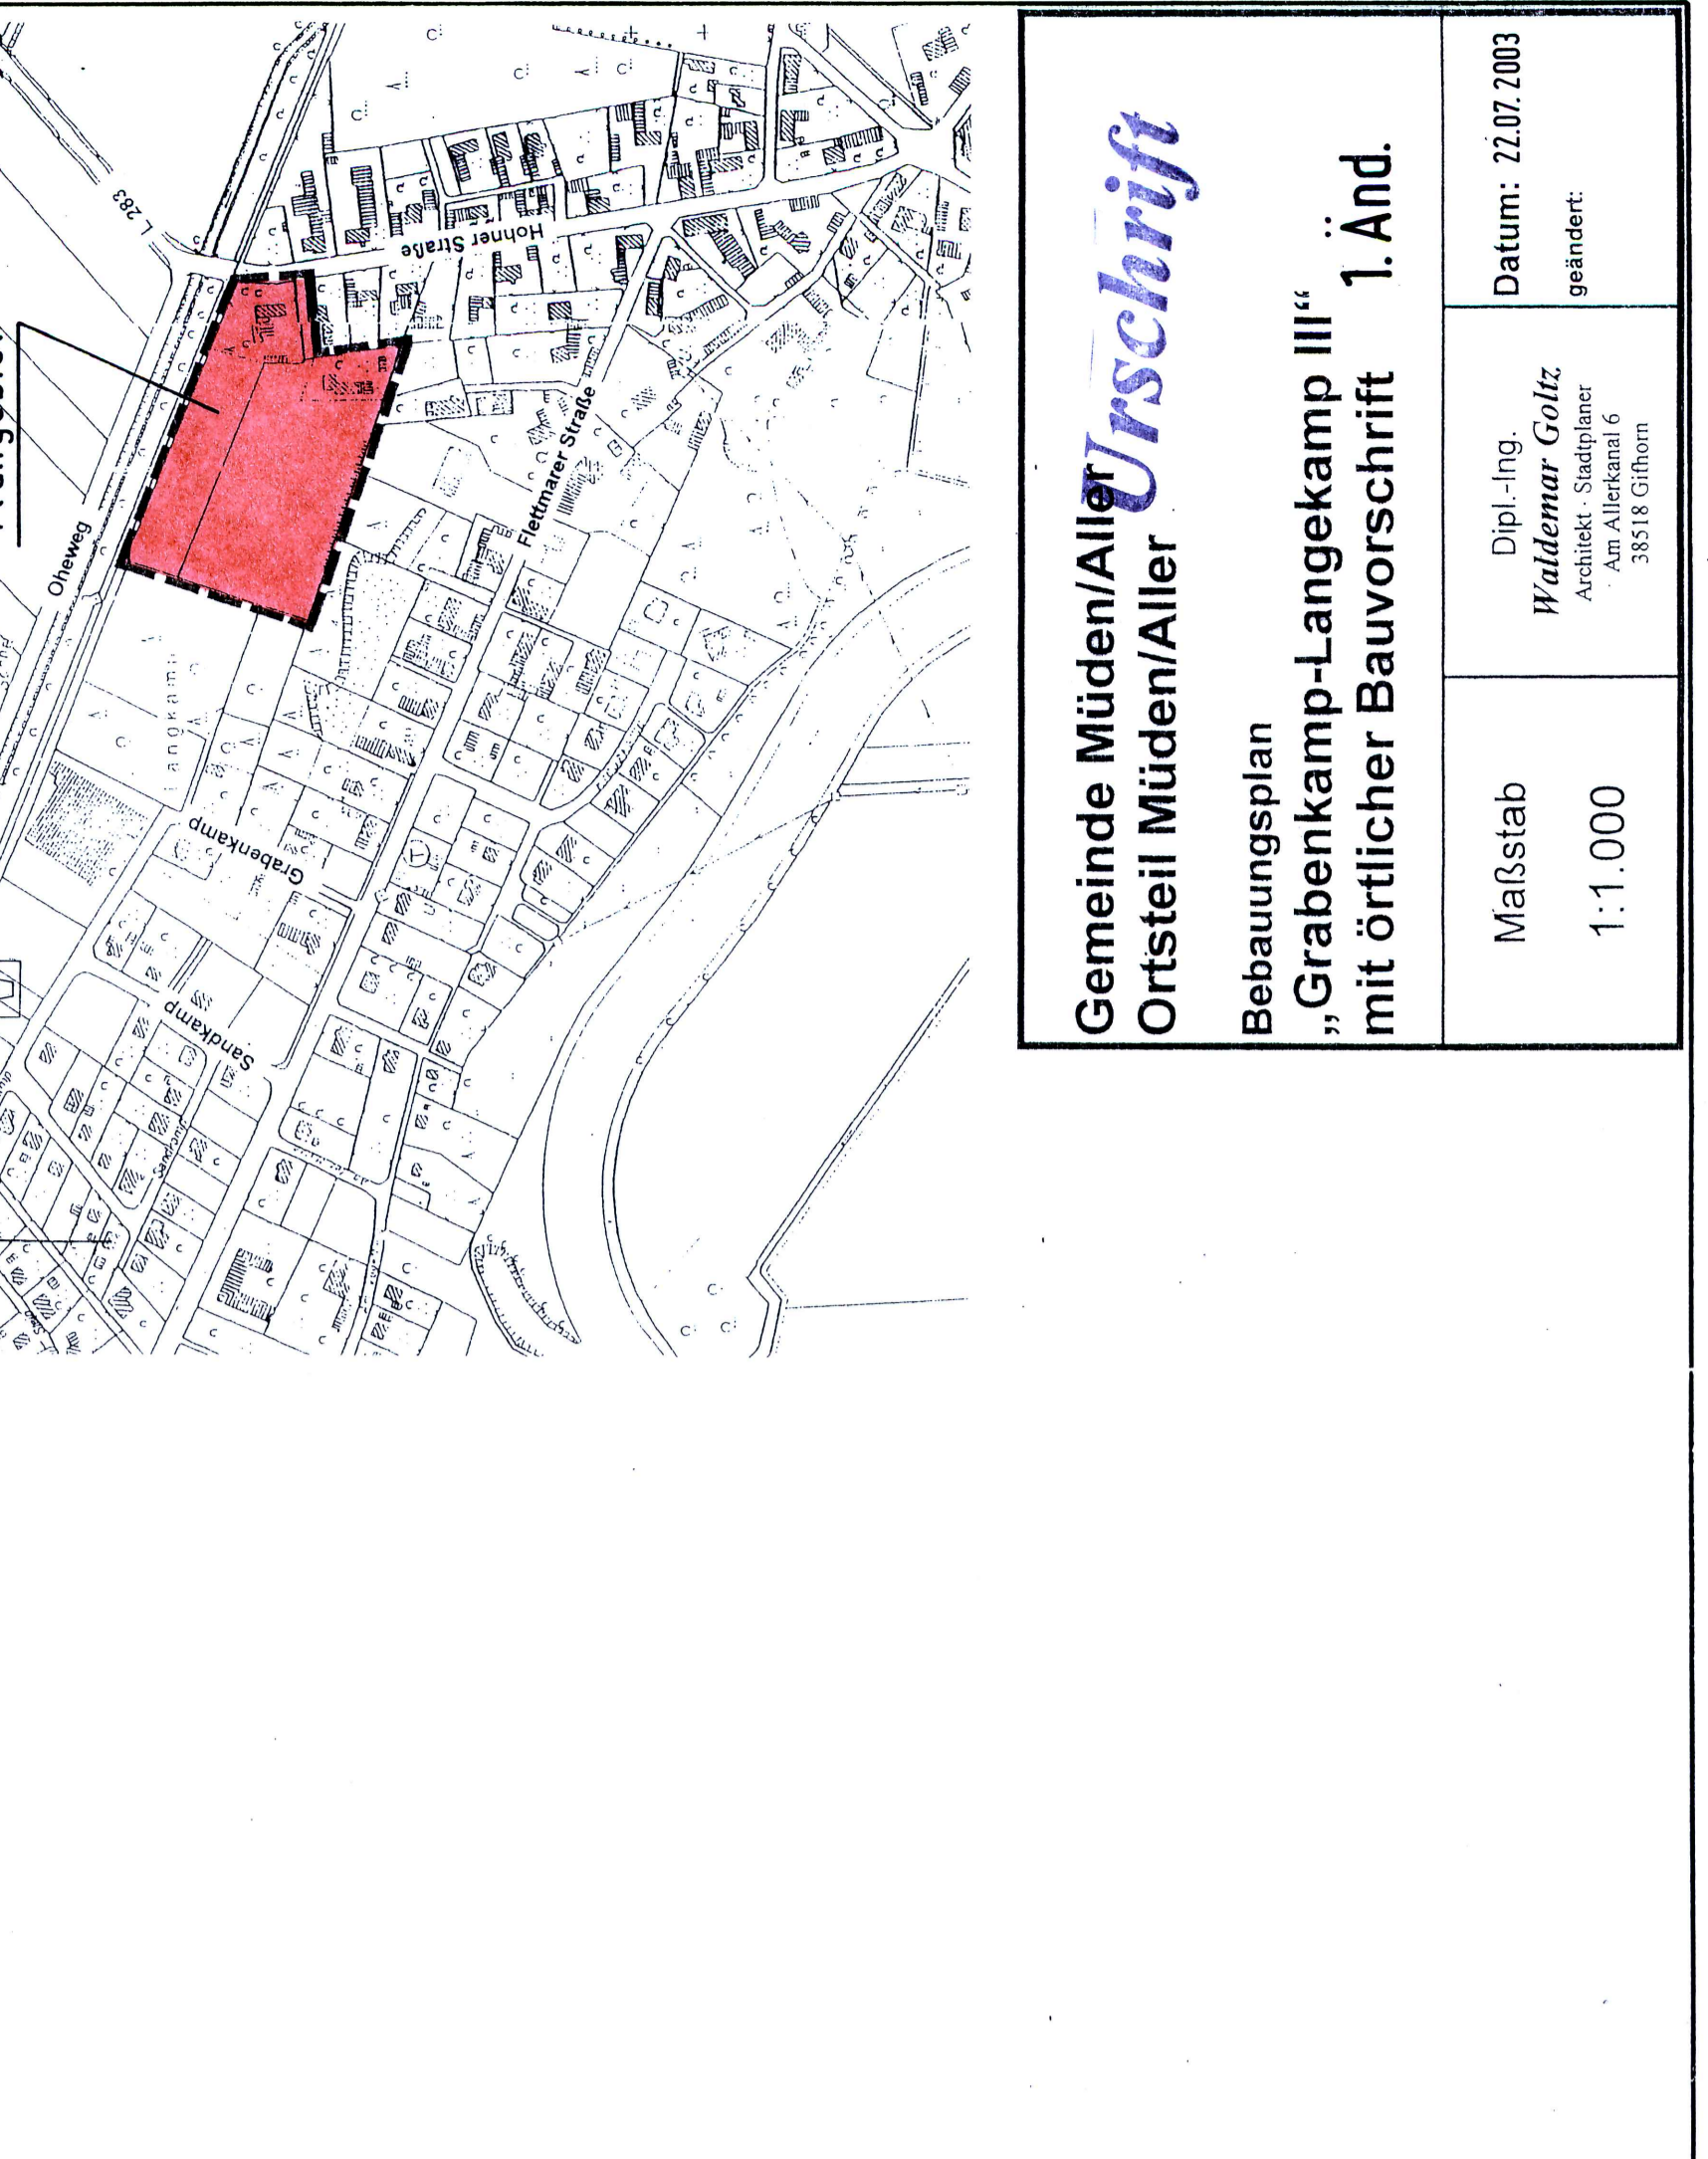 Oheweg
L 283
Hohner Straße
Flettmarer Straße
Grabenkamp
Sandkamp
Sandkamp
T
Gemeinde Müden/Aller
Ortsteil Müden/Aller
Urschrift
Bebauungsplan
„Grabenkamp-Langekamp III“ 1. Änd.
mit örtlicher Bauvorschrift
Maßstab
1:1.000
Dipl.-Ing.
Waldemar Goltz
Architekt · Stadtplaner
Am Allerkanal 6
38518 Gifhorn
Datum: 22.07.2003
geändert: